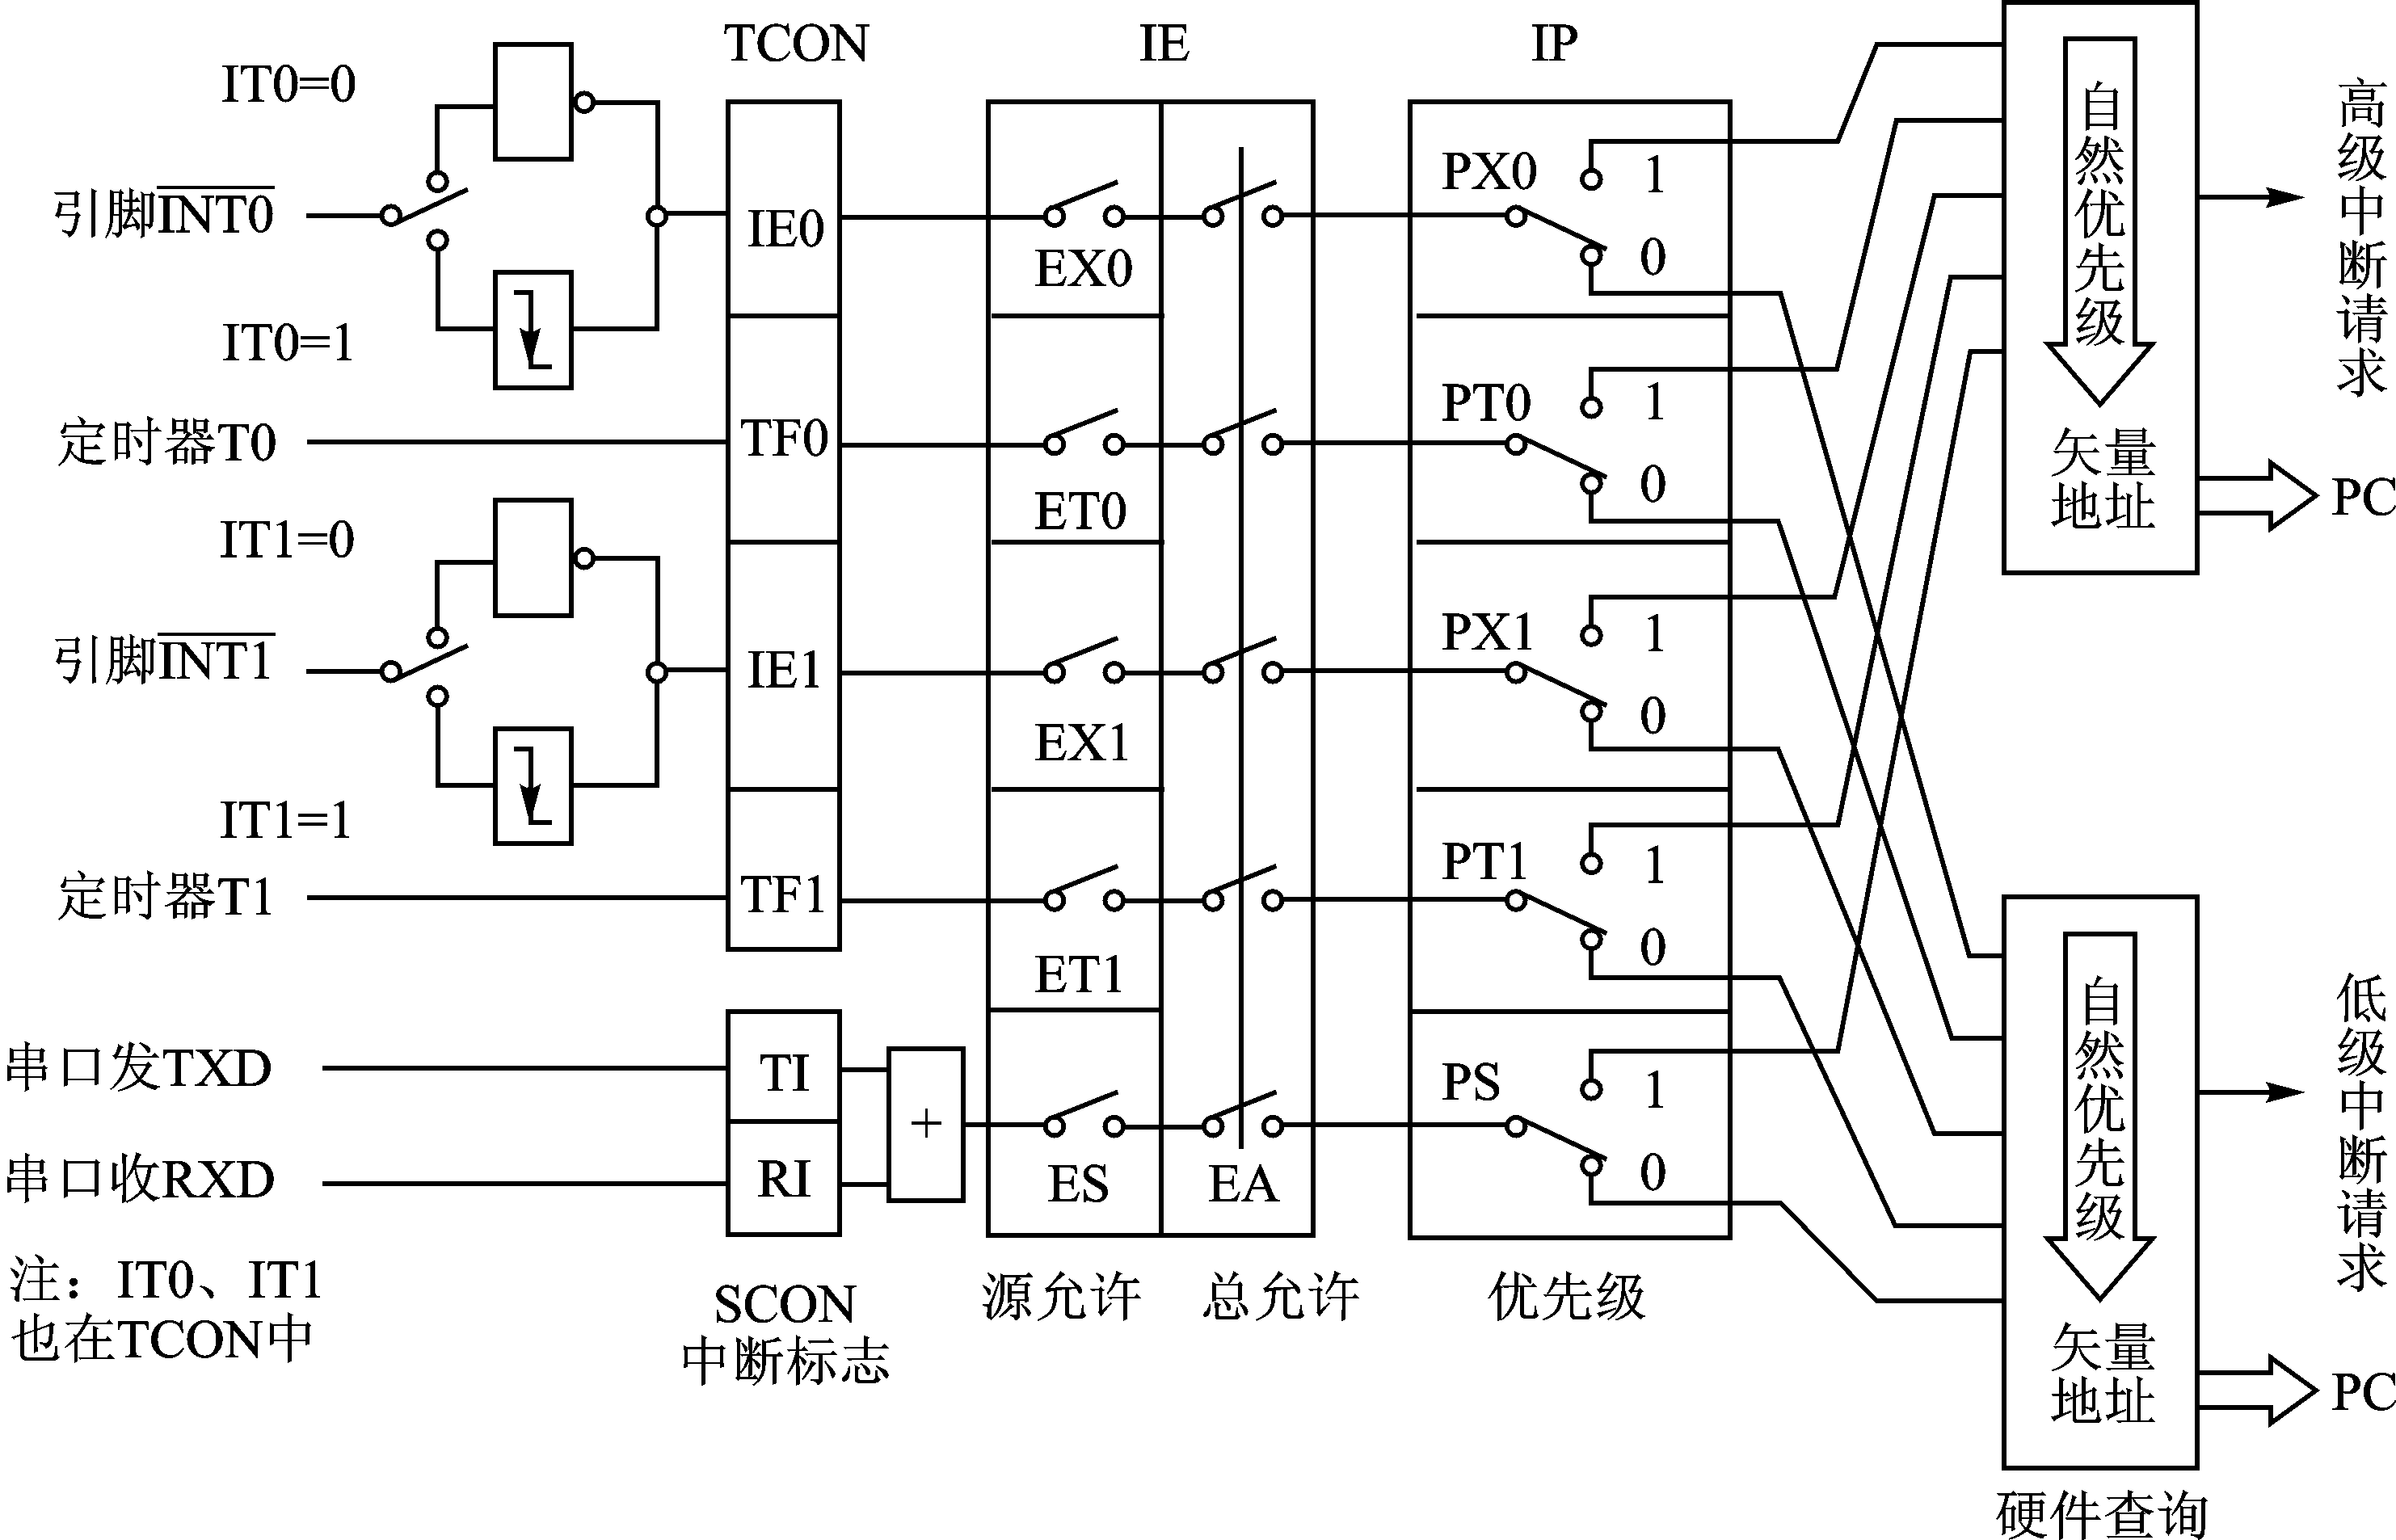 TCON
IE
IP
IT0=0
引脚INT0
IT0=1
定时器T0
IT1=0
引脚INT1
IT1=1
定时器T1
串口发TXD
串口收RXD
注：IT0、IT1
也在TCON中
IE0
TF0
IE1
TF1
TI
RI
SCON
中断标志
+
EX0
ET0
EX1
ET1
ES
EA
源允许
总允许
PX0
1
0
PT0
1
0
PX1
1
0
PT1
1
0
PS
1
0
优先级
自然优先级
矢量
地址
高级中断请求
PC
自然优先级
矢量
地址
低级中断请求
PC
硬件查询